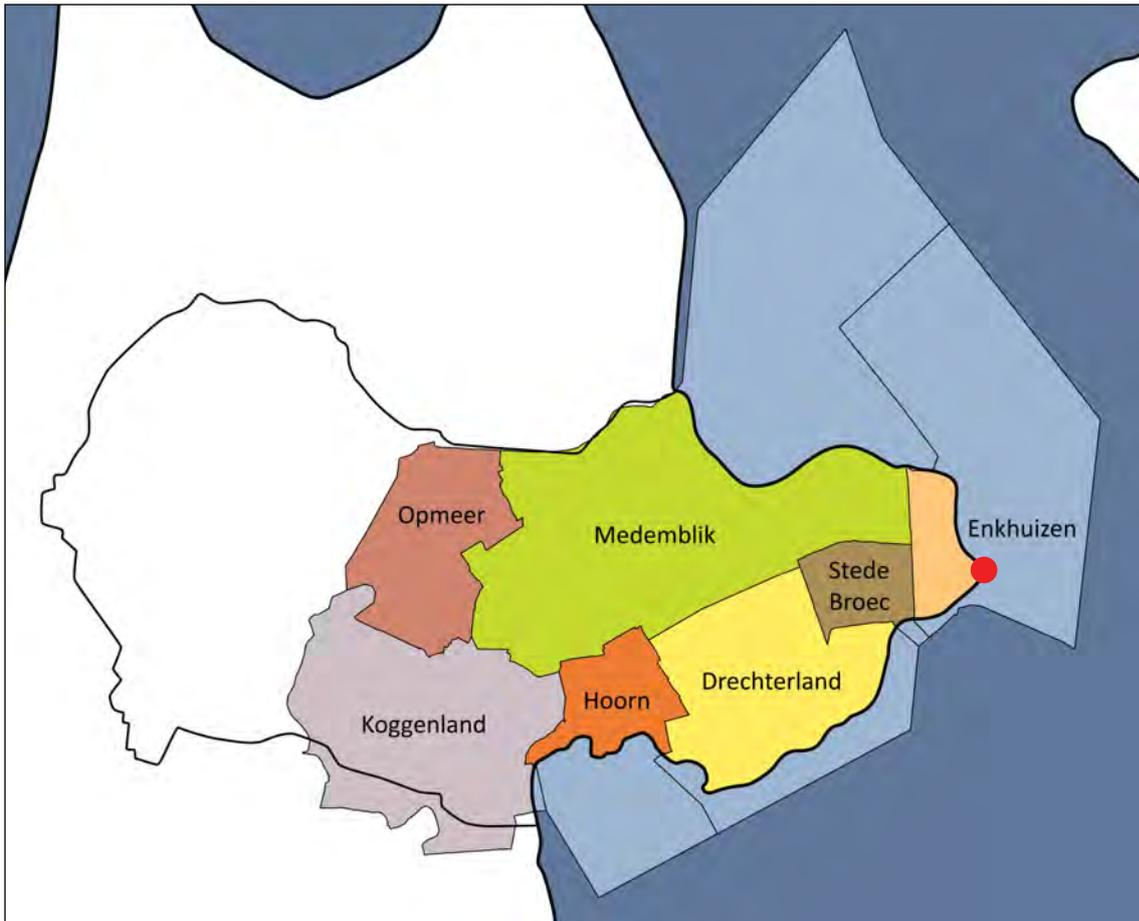 Opmeer
Medemblik
Enkhuizen
Stede
Broec
Drechterland
Hoorn
Koggenland